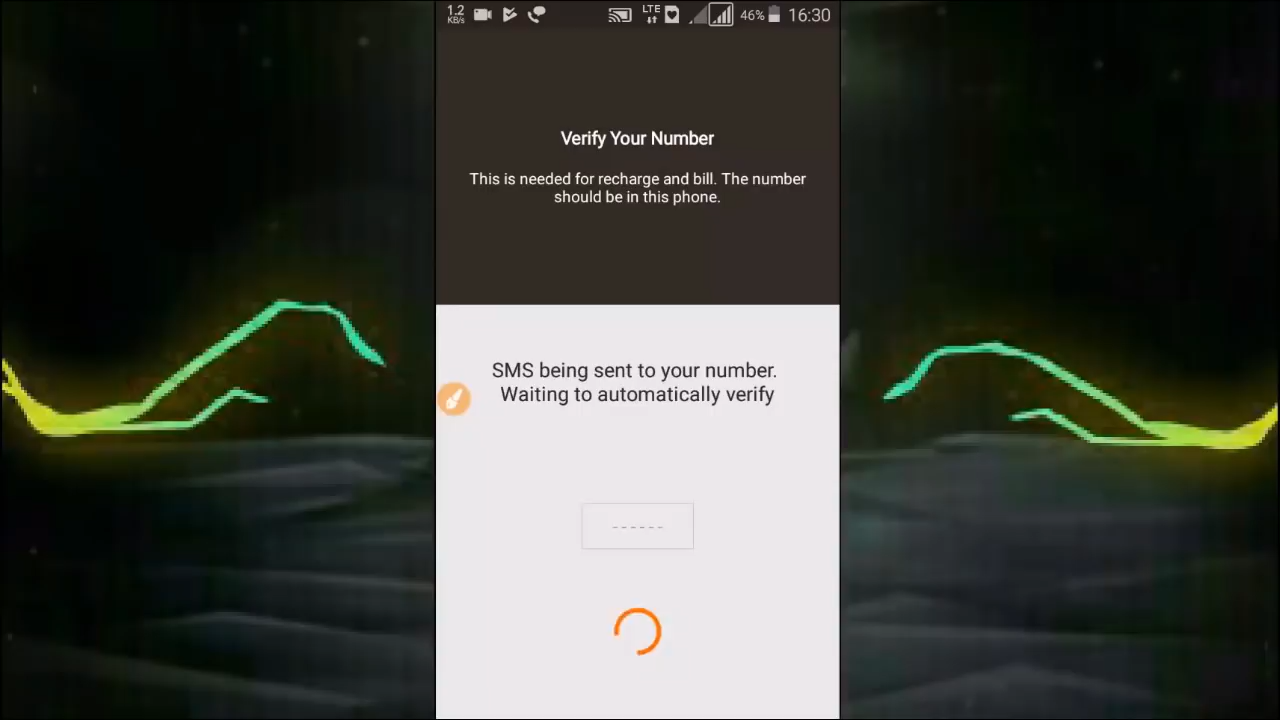 1.2 KB/s LTE 46% 16:30
Verify Your Number
This is needed for recharge and bill. The number
should be in this phone.
SMS being sent to your number.
Waiting to automatically verify
------